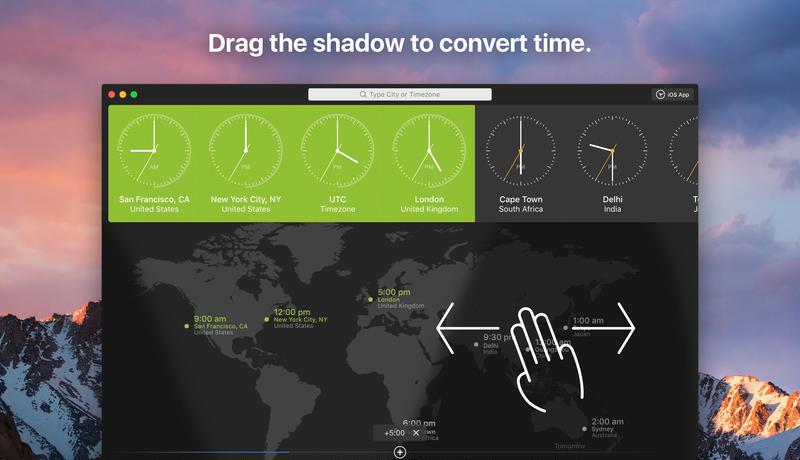 Drag the shadow to convert time.
Type City or Timezone
iOS App
AM
PM
PM
PM
PM
PM
San Francisco, CA
United States
New York City, NY
United States
UTC
Timezone
London
United Kingdom
Cape Town
South Africa
Delhi
India
5:00 pm
London
United Kingdom
12:00 pm
New York City, NY
United States
9:00 am
San Francisco, CA
United States
1:00 am
Japan
9:30 pm
Delhi
India
2:00 am
Sydney
Australia
6:00 pm
+5:00
Tomorrow